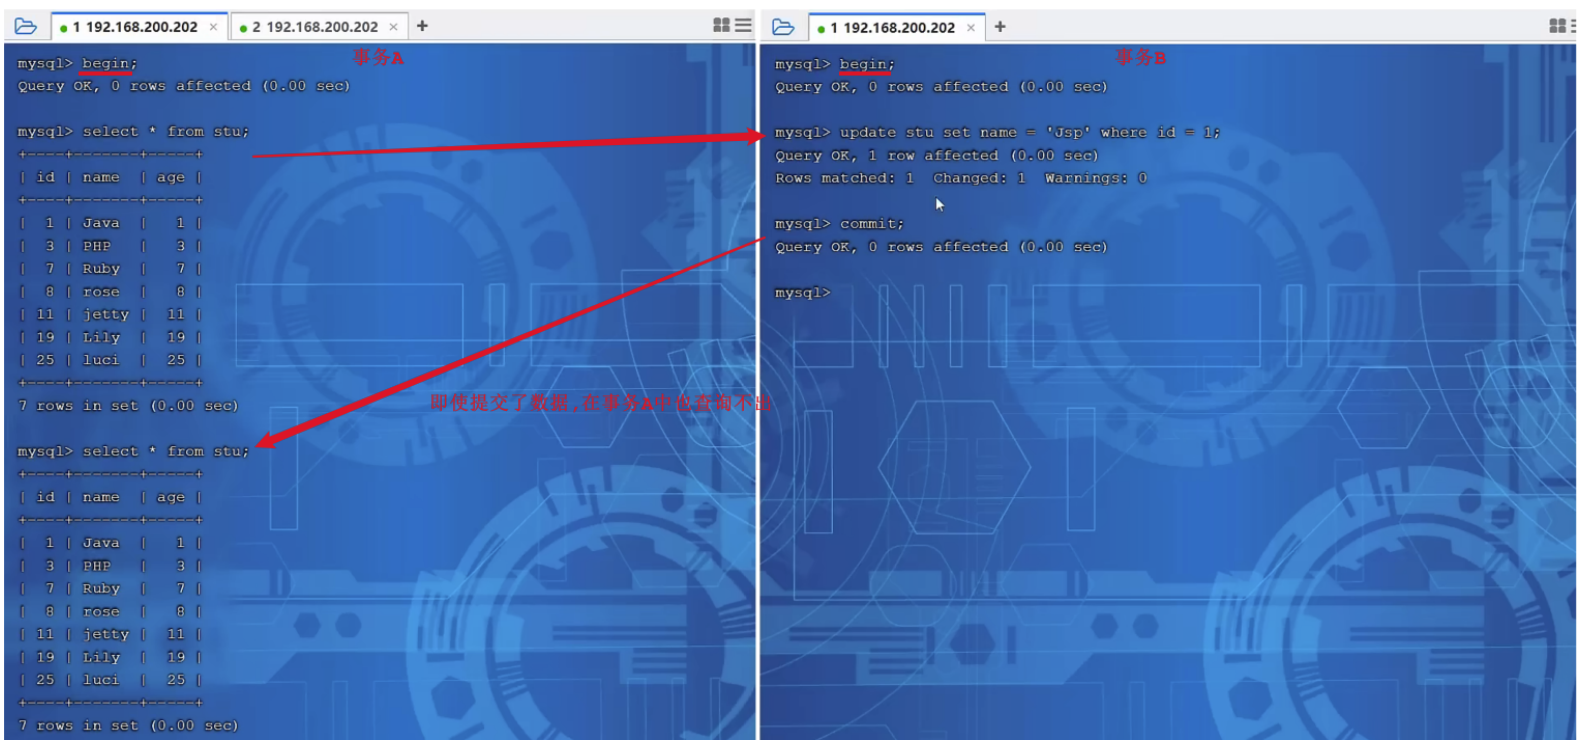 1 192.168.200.202 ×
2 192.168.200.202 × +
事务A
mysql> begin;
Query OK, 0 rows affected (0.00 sec)
mysql> select * from stu;
+----+-------+-----+
| id | name  | age |
+----+-------+-----+
|  1 | Java  |   1 |
|  3 | PHP   |   3 |
|  7 | Ruby  |   7 |
|  8 | rose  |   8 |
| 11 | jetty |  11 |
| 19 | Lily  |  19 |
| 25 | luci  |  25 |
+----+-------+-----+
7 rows in set (0.00 sec)
即使提交了数据,在事务A中也查询不出
mysql> select * from stu;
+----+-------+-----+
| id | name  | age |
+----+-------+-----+
|  1 | Java  |   1 |
|  3 | PHP   |   3 |
|  7 | Ruby  |   7 |
|  8 | rose  |   8 |
| 11 | jetty |  11 |
| 19 | Lily  |  19 |
| 25 | luci  |  25 |
+----+-------+-----+
7 rows in set (0.00 sec)
1 192.168.200.202 × +
事务B
mysql> begin;
Query OK, 0 rows affected (0.00 sec)
mysql> update stu set name = 'Jsp' where id = 1;
Query OK, 1 row affected (0.00 sec)
Rows matched: 1  Changed: 1  Warnings: 0
mysql> commit;
Query OK, 0 rows affected (0.00 sec)
mysql>